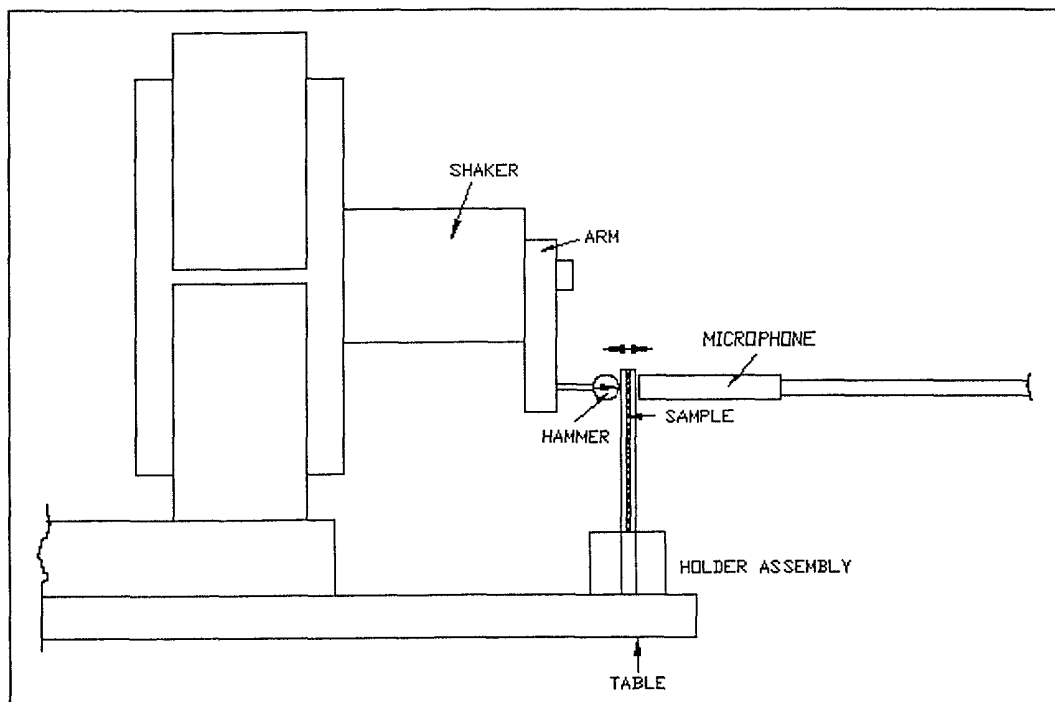 SHAKER
ARM
MICROPHONE
HAMMER
SAMPLE
HOLDER ASSEMBLY
TABLE